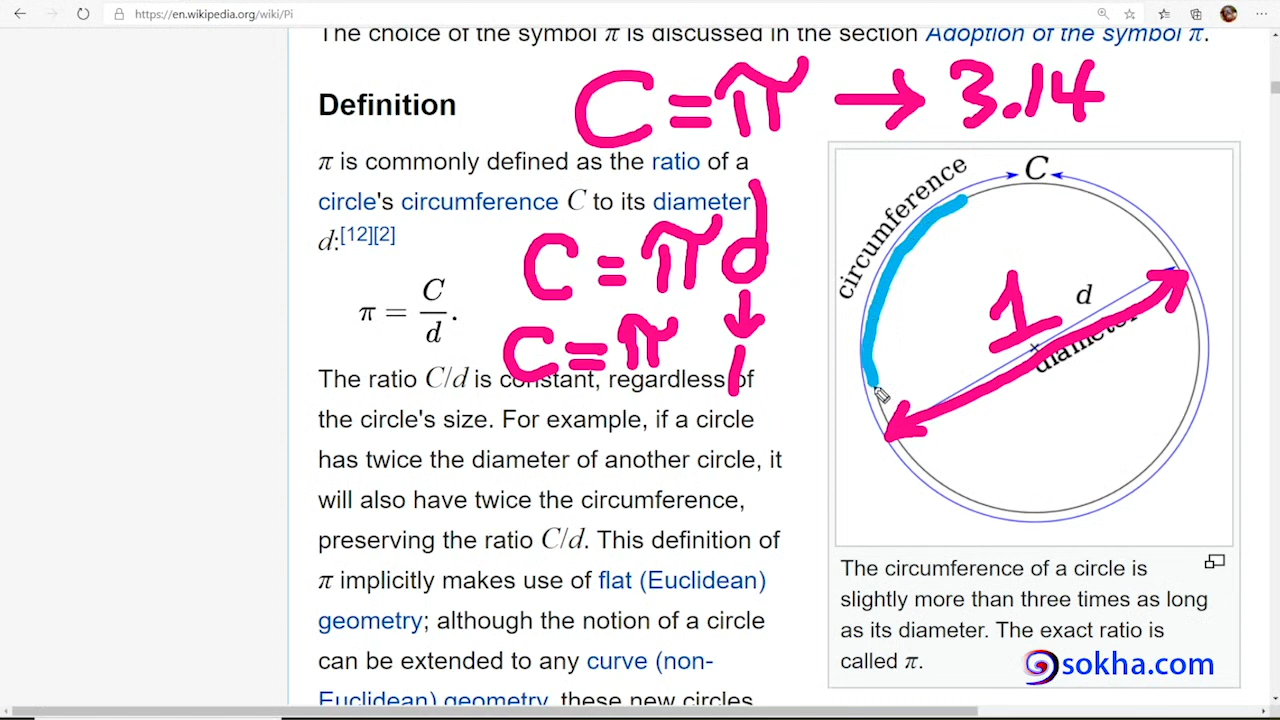 https://en.wikipedia.org/wiki/Pi
The choice of the symbol π is discussed in the section Adoption of the symbol π.
C=π → 3.14
Definition
π is commonly defined as the ratio of a
circle's circumference C to its diameter
d:[12][2]
C=πd
π = C/d.
C=π 1
The ratio C/d is constant, regardless of
the circle's size. For example, if a circle
has twice the diameter of another circle, it
will also have twice the circumference,
preserving the ratio C/d. This definition of
π implicitly makes use of flat (Euclidean)
geometry; although the notion of a circle
can be extended to any curve (non-
Euclidean) geometry, these new circles
C
circumference
1
d
diameter
The circumference of a circle is
slightly more than three times as long
as its diameter. The exact ratio is
called π.
sokha.com